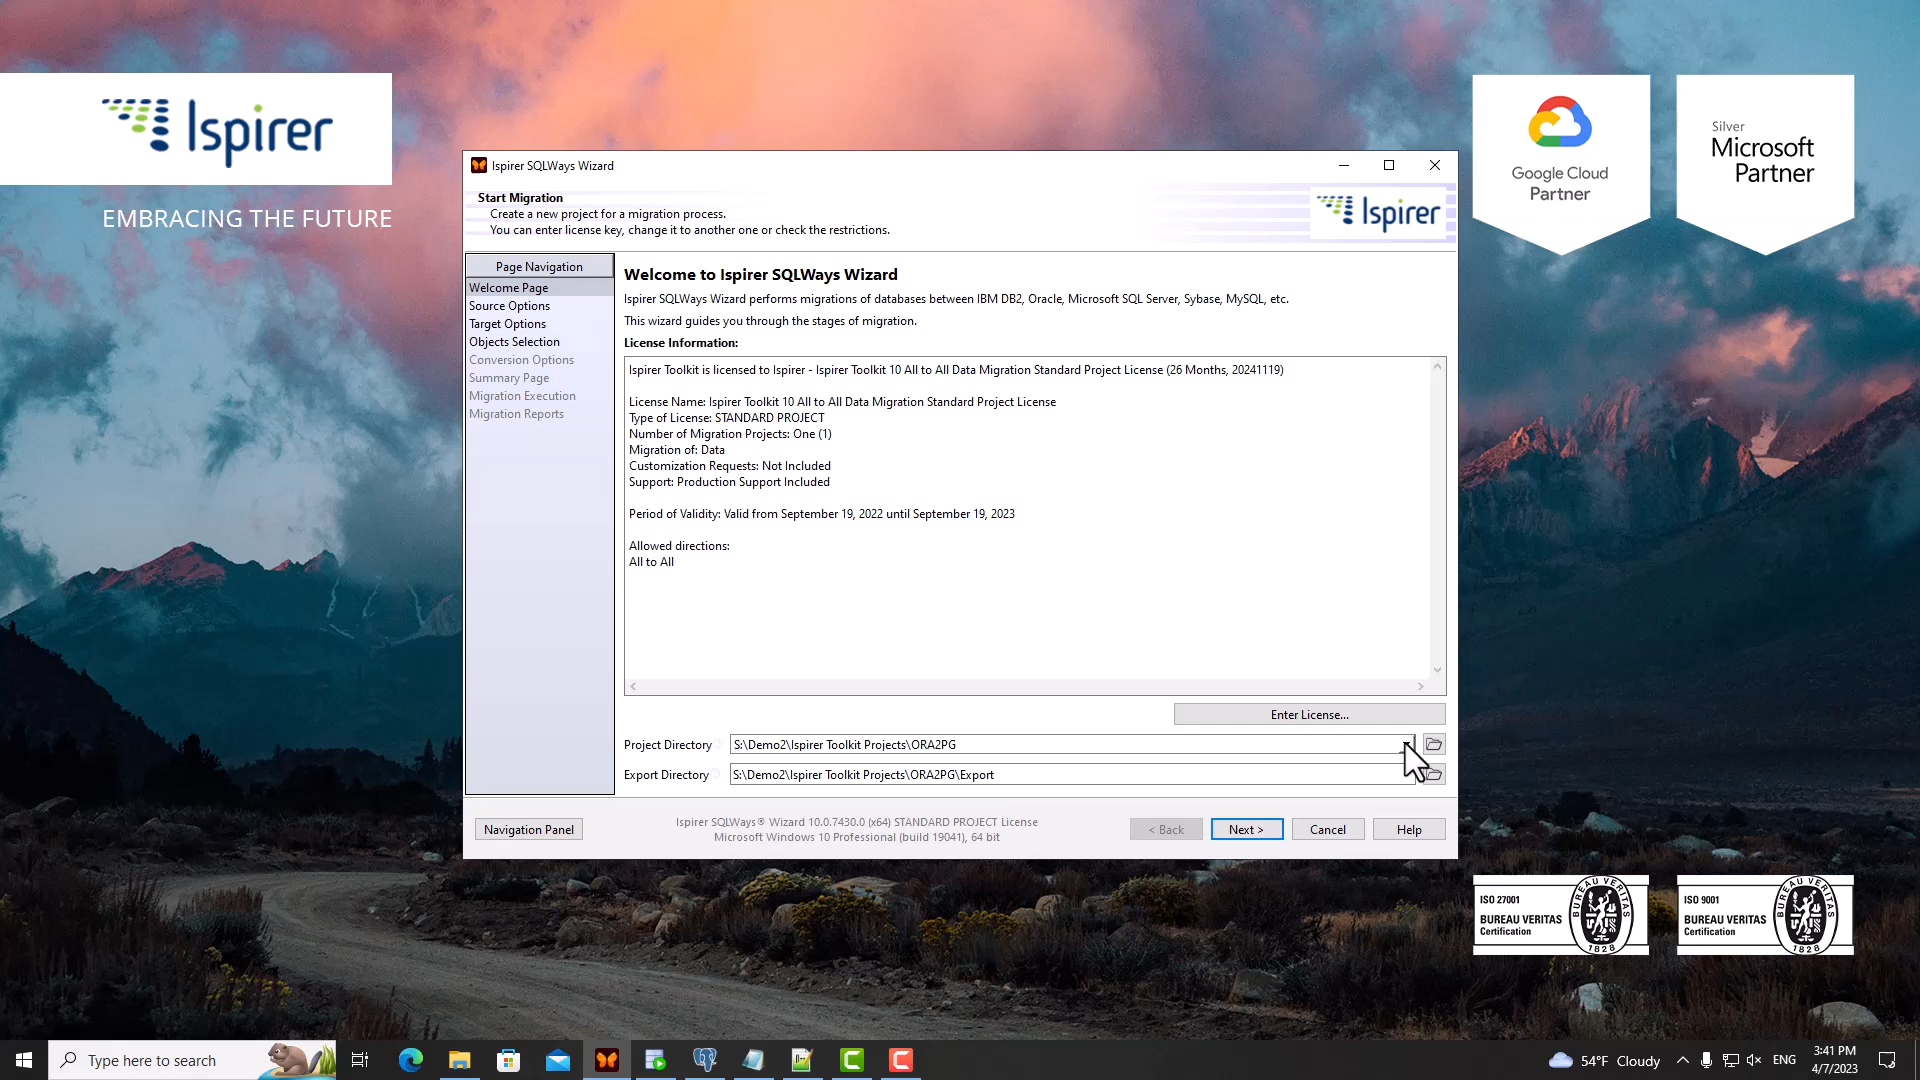 Ispirer
EMBRACING THE FUTURE
Google Cloud
Partner
Silver
Microsoft
Partner
Ispirer SQLWays Wizard
Start Migration
Create a new project for a migration process.
You can enter license key, change it to another one or check the restrictions.
Ispirer
Page Navigation
Welcome Page
Source Options
Target Options
Objects Selection
Conversion Options
Summary Page
Migration Execution
Migration Reports
Welcome to Ispirer SQLWays Wizard
Ispirer SQLWays Wizard performs migrations of databases between IBM DB2, Oracle, Microsoft SQL Server, Sybase, MySQL, etc.
This wizard guides you through the stages of migration.
License Information:
Ispirer Toolkit is licensed to Ispirer - Ispirer Toolkit 10 All to All Data Migration Standard Project License (26 Months, 20241119)
License Name: Ispirer Toolkit 10 All to All Data Migration Standard Project License
Type of License: STANDARD PROJECT
Number of Migration Projects: One (1)
Migration of: Data
Customization Requests: Not Included
Support: Production Support Included
Period of Validity: Valid from September 19, 2022 until September 19, 2023
Allowed directions:
All to All
Enter License...
Project Directory
S:\Demo2\Ispirer Toolkit Projects\ORA2PG
Export Directory
S:\Demo2\Ispirer Toolkit Projects\ORA2PG\Export
Navigation Panel
Ispirer SQLWays® Wizard 10.0.7430.0 (x64) STANDARD PROJECT License
Microsoft Windows 10 Professional (build 19041), 64 bit
< Back
Next >
Cancel
Help
ISO 27001
BUREAU VERITAS
Certification
BUREAU VERITAS
1828
ISO 9001
BUREAU VERITAS
Certification
BUREAU VERITAS
1828
Type here to search
54°F Cloudy
ENG
3:41 PM
4/7/2023